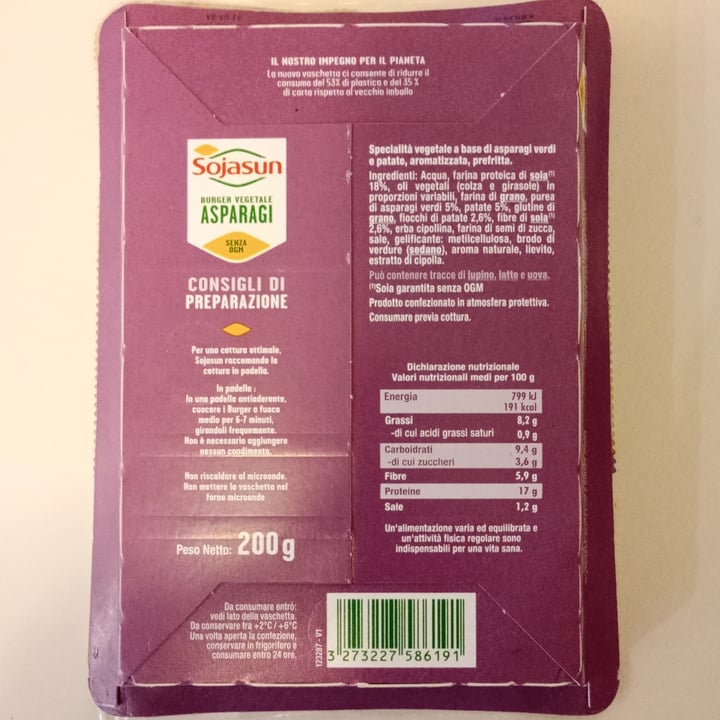 IL NOSTRO IMPEGNO PER IL PIANETA
La nuova vaschetta ci consente di ridurre il
consumo del 53% di plastica e del 35%
di carta rispetto al vecchio imballo
Sojasun
BURGER VEGETALE
ASPARAGI
SENZA
OGM
CONSIGLI DI
PREPARAZIONE
Per una cottura ottimale,
Sojasun raccomanda la
cottura in padella.
In padella :
In una padella antiaderente,
cuocere i Burger a fuoco
medio per 6-7 minuti,
girandoli frequentemente.
Non è necessario aggiungere
nessun condimento.
Non riscaldare al microonde.
Non mettere la vaschetta nel
forno microonde
Peso Netto: 200 g
Specialità vegetale a base di asparagi verdi
e patate, aromatizzata, prefritta.
Ingredienti: Acqua, farina proteica di soia(1)
18%, oli vegetali (colza e girasole) in
proporzioni variabili, farina di grano, purea
di asparagi verdi 5%, patate 5%, glutine di
grano, fiocchi di patate 2,6%, fibre di soia(1)
2,6%, erba cipollina, farina di semi di zucca,
sale, gelificante: metilcellulosa, brodo di
verdure (sedano), aroma naturale, lievito,
estratto di cipolla.
Può contenere tracce di lupino, latte e uova.
(1)Soia garantita senza OGM
Prodotto confezionato in atmosfera protettiva.
Consumare previa cottura.
Dichiarazione nutrizionale
Valori nutrizionali medi per 100 g
Energia 799 kJ
191 kcal
Grassi 8,2 g
-di cui acidi grassi saturi 0,9 g
Carboidrati 9,4 g
-di cui zuccheri 3,6 g
Fibre 5,9 g
Proteine 17 g
Sale 1,2 g
Un'alimentazione varia ed equilibrata e
un'attività fisica regolare sono
indispensabili per una vita sana.
Da consumare entro:
vedi lato della vaschetta.
Da conservare tra +2°C / +6°C
Una volta aperta la confezione,
conservare in frigorifero e
consumare entro 24 ore.
123287 - V1
3 273227 586191